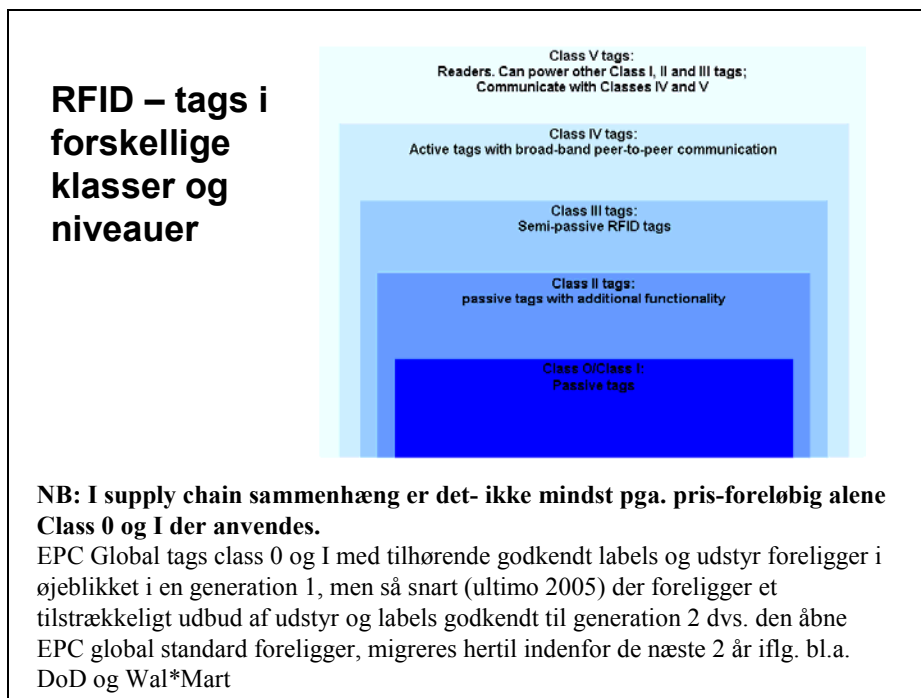 RFID – tags i
forskellige
klasser og
niveauer
Class V tags:
Readers. Can power other Class I, II and III tags;
Communicate with Classes IV and V
Class IV tags:
Active tags with broad-band peer-to-peer communication
Class III tags:
Semi-passive RFID tags
Class II tags:
passive tags with additional functionality
Class O/Class I:
Passive tags
NB: I supply chain sammenhæng er det- ikke mindst pga. pris-foreløbig alene
Class 0 og I der anvendes.
EPC Global tags class 0 og I med tilhørende godkendt labels og udstyr foreligger i
øjeblikket i en generation 1, men så snart (ultimo 2005) der foreligger et
tilstrækkeligt udbud af udstyr og labels godkendt til generation 2 dvs. den åbne
EPC global standard foreligger, migreres hertil indenfor de næste 2 år iflg. bl.a.
DoD og Wal*Mart